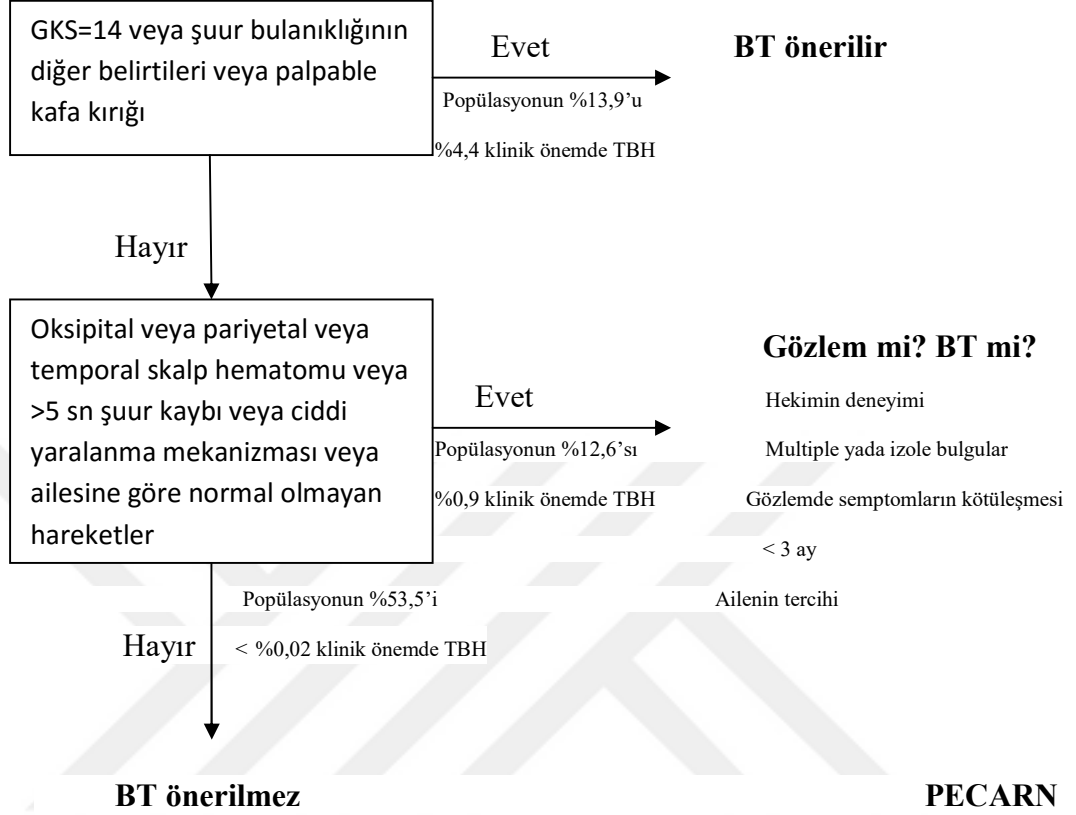 GKS=14 veya şuur bulanıklığının
diğer belirtileri veya palpable
kafa kırığı
Evet
Popülasyonun %13,9’u
%4,4 klinik önemde TBH
BT önerilir
Hayır
Oksipital veya pariyetal veya
temporal skalp hematomu veya
>5 sn şuur kaybı veya ciddi
yaralanma mekanizması veya
ailesine göre normal olmayan
hareketler
Evet
Popülasyonun %12,6’sı
%0,9 klinik önemde TBH
Gözlem mi? BT mi?
Hekimin deneyimi
Multiple yada izole bulgular
Gözlemde semptomların kötüleşmesi
< 3 ay
Ailenin tercihi
Popülasyonun %53,5’i
Hayır
< %0,02 klinik önemde TBH
BT önerilmez
PECARN